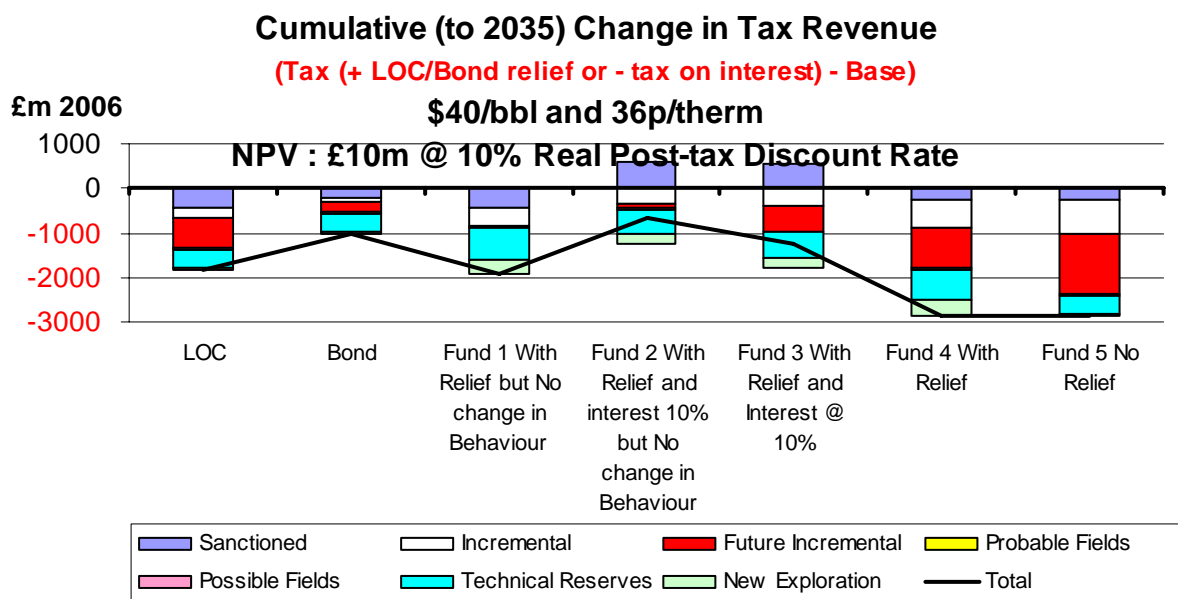 Cumulative (to 2035) Change in Tax Revenue
(Tax (+ LOC/Bond relief or - tax on interest) - Base)
£m 2006
$40/bbl and 36p/therm
NPV : £10m @ 10% Real Post-tax Discount Rate
1000
0
-1000
-2000
-3000
LOC
Bond
Fund 1 With
Relief but No
change in
Behaviour
Fund 2 With
Relief and
interest 10%
but No
change in
Behaviour
Fund 3 With
Relief and
Interest @
10%
Fund 4 With
Relief
Fund 5 No
Relief
Sanctioned
Incremental
Future Incremental
Probable Fields
Possible Fields
Technical Reserves
New Exploration
Total